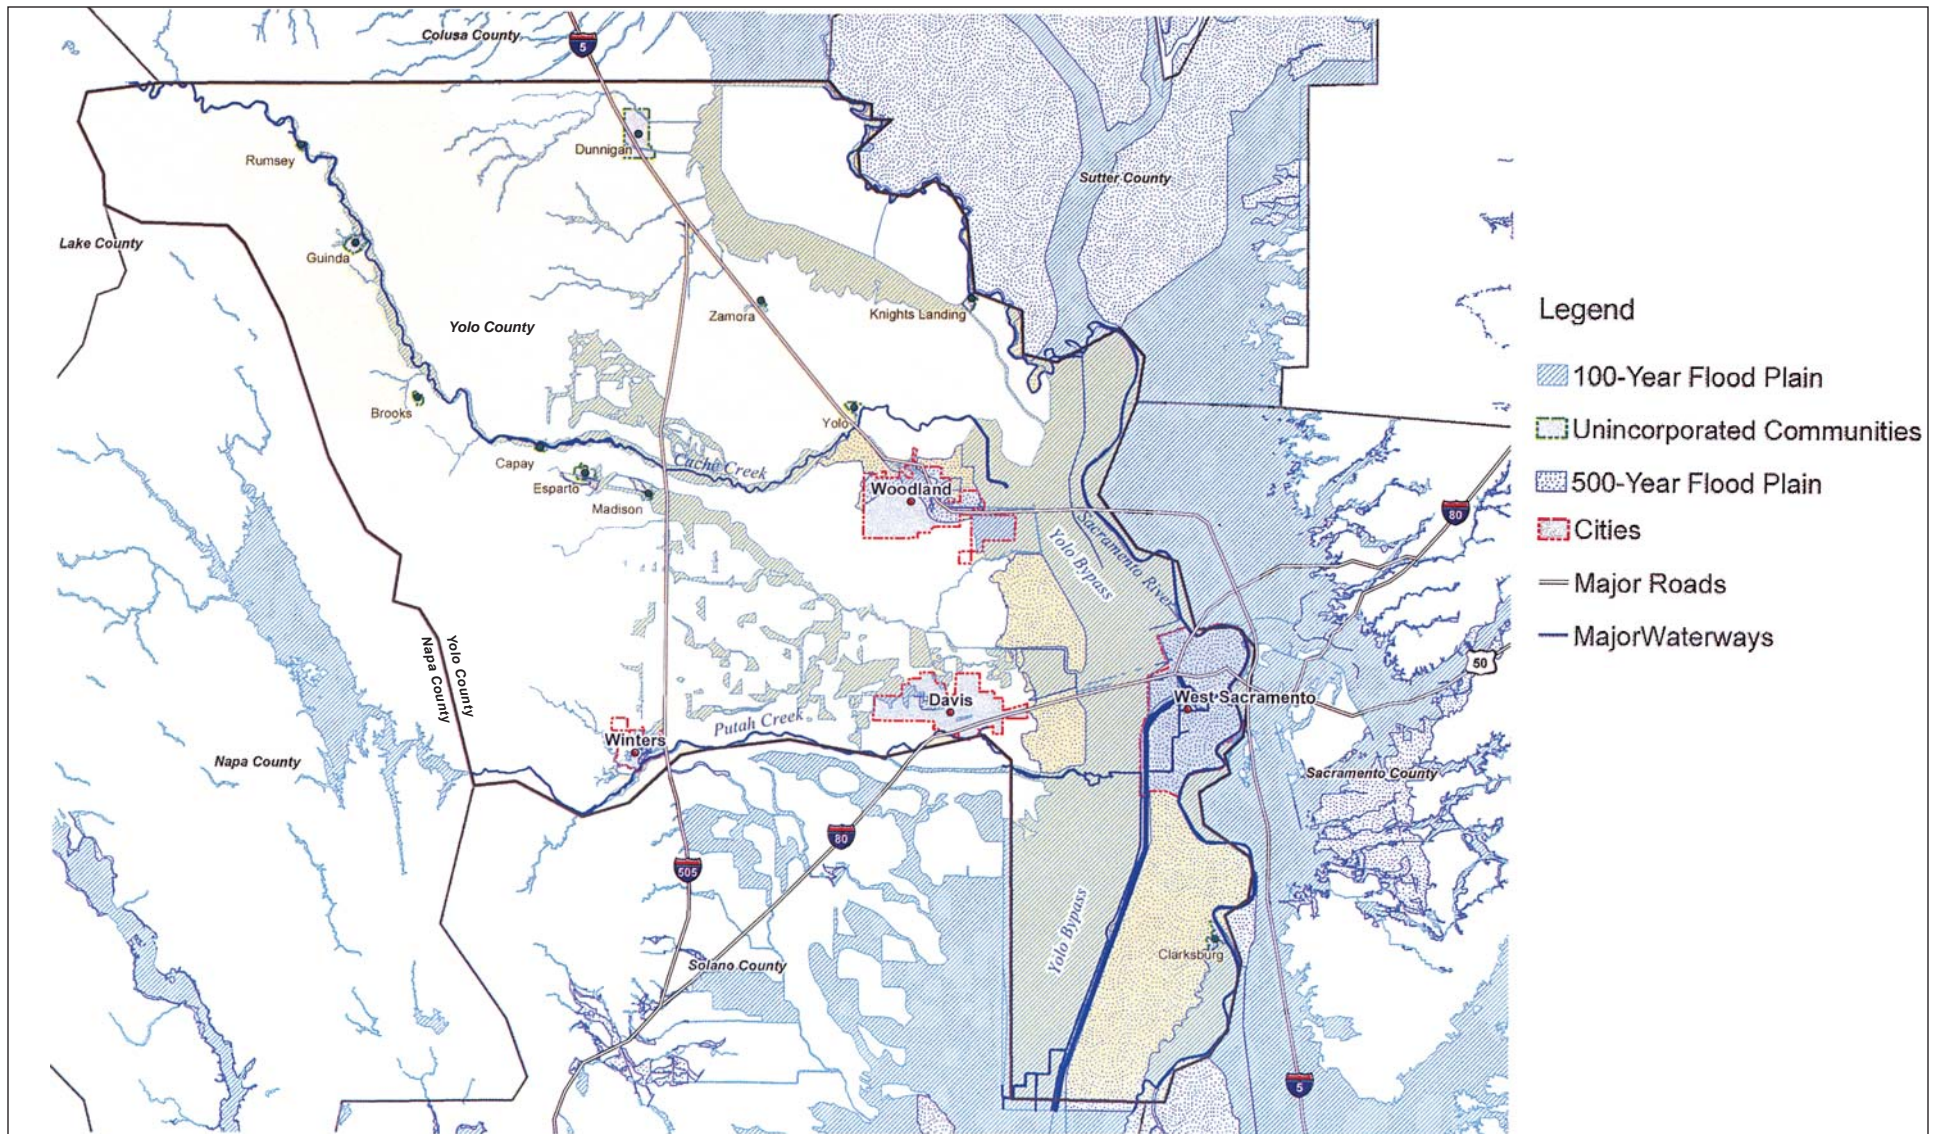 Colusa County
5
Dunnigan
Rumsey
Sutter County
Lake County
Guinda
Zamora
Knights Landing
Yolo County
Brooks
Yolo
Capay
Cache Creek
Esparto
Madison
Woodland
80
Sacramento River
Yolo Bypass
Yolo County
Napa County
50
Davis
West Sacramento
Putah Creek
Winters
Napa County
Sacramento County
80
505
Yolo Bypass
Clarksburg
Solano County
5
Legend
100-Year Flood Plain
Unincorporated Communities
500-Year Flood Plain
Cities
Major Roads
MajorWaterways